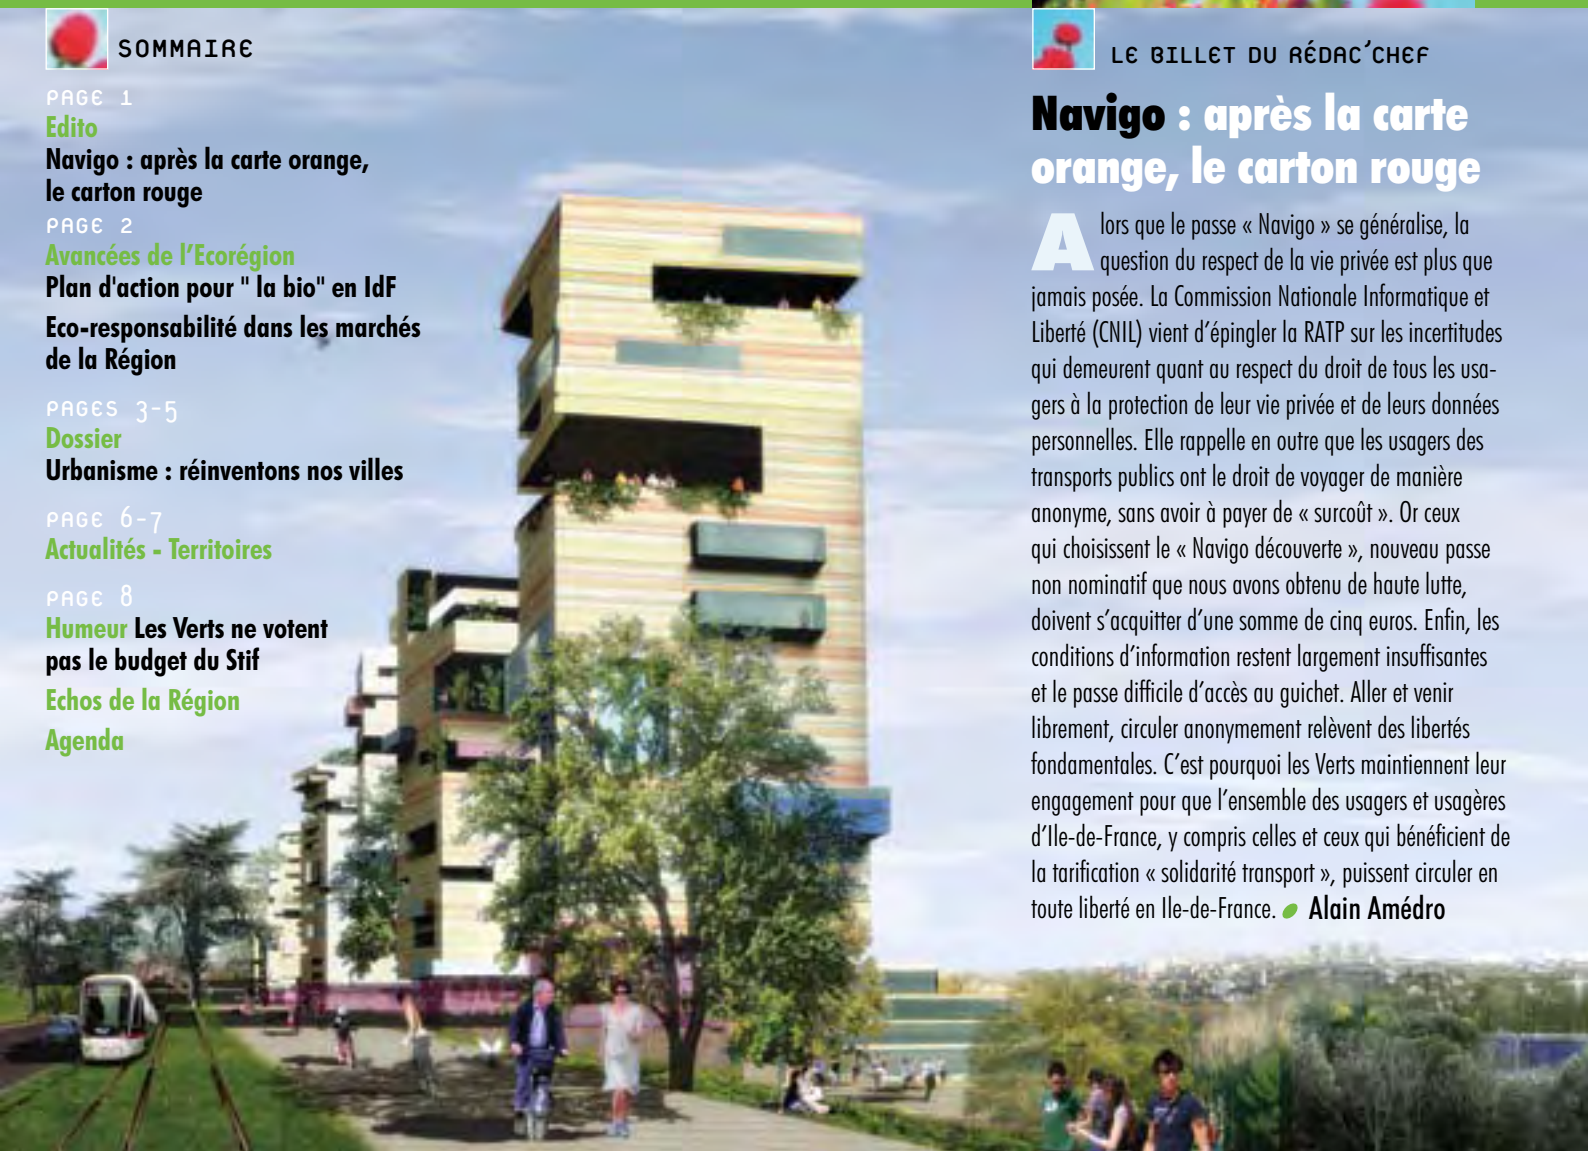 SOMMAIRE
PAGE 1
Edito
Navigo : après la carte orange,
le carton rouge
PAGE 2
Avancées de l'Ecorégion
Plan d'action pour " la bio" en IdF
Eco-responsabilité dans les marchés
de la Région
PAGES 3-5
Dossier
Urbanisme : réinventons nos villes
PAGE 6-7
Actualités - Territoires
PAGE 8
Humeur Les Verts ne votent
pas le budget du Stif
Echos de la Région
Agenda
LE BILLET DU RÉDAC'CHEF
Navigo : après la carte
orange, le carton rouge
Alors que le passe « Navigo » se généralise, la
question du respect de la vie privée est plus que
jamais posée. La Commission Nationale Informatique et
Liberté (CNIL) vient d'épingler la RATP sur les incertitudes
qui demeurent quant au respect du droit de tous les usa-
gers à la protection de leur vie privée et de leurs données
personnelles. Elle rappelle en outre que les usagers des
transports publics ont le droit de voyager de manière
anonyme, sans avoir à payer de « surcoût ». Or ceux
qui choisissent le « Navigo découverte », nouveau passe
non nominatif que nous avons obtenu de haute lutte,
doivent s'acquitter d'une somme de cinq euros. Enfin, les
conditions d'information restent largement insuffisantes
et le passe difficile d'accès au guichet. Aller et venir
librement, circuler anonymement relèvent des libertés
fondamentales. C'est pourquoi les Verts maintiennent leur
engagement pour que l'ensemble des usagers et usagères
d'Ile-de-France, y compris celles et ceux qui bénéficient de
la tarification « solidarité transport », puissent circuler en
toute liberté en Ile-de-France. Alain Amédro